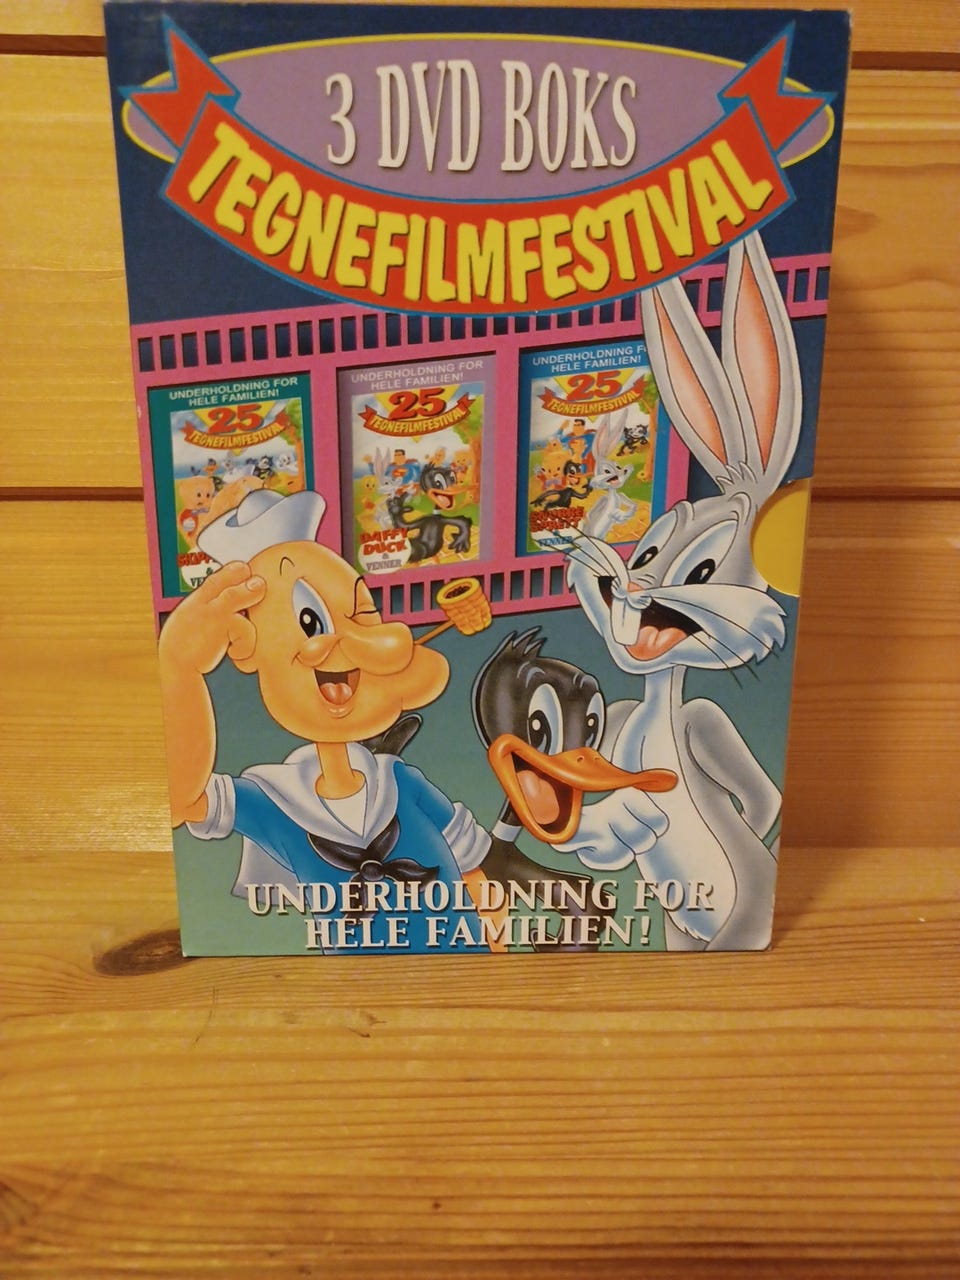 3 DVD BOKS
TEGNEFILMFESTIVAL
UNDERHOLDNING FOR
HELE FAMILIEN!
25
TEGNEFILMFESTIVAL
UNDERHOLDNING FOR
HELE FAMILIEN!
25
TEGNEFILMFESTIVAL
DAFFY
DUCK
&
VENNER
UNDERHOLDNING
HELE FAMILIEN!
25
TEGNEFILMFESTIVAL
VENNER
UNDERHOLDNING FOR
HELE FAMILIEN!